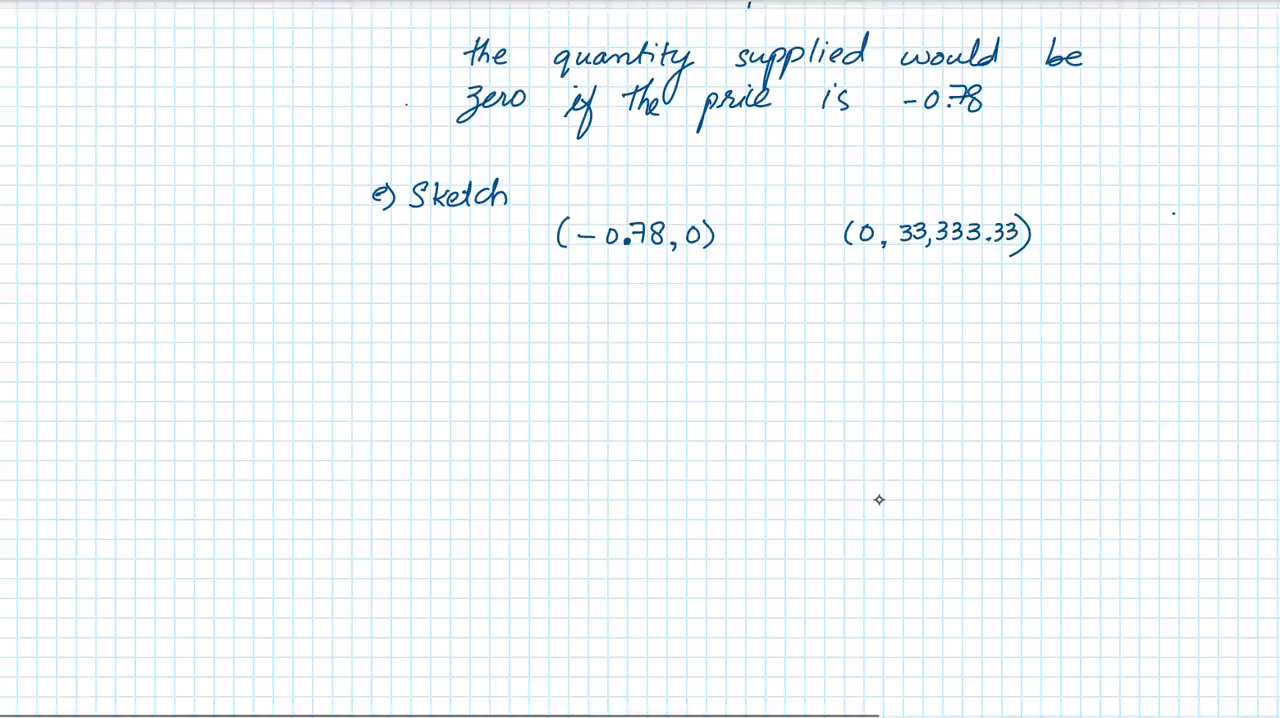 the quantity supplied would be
zero if the price is -0.78
e) Sketch
(-0.78, 0) (0, 33,333.33)